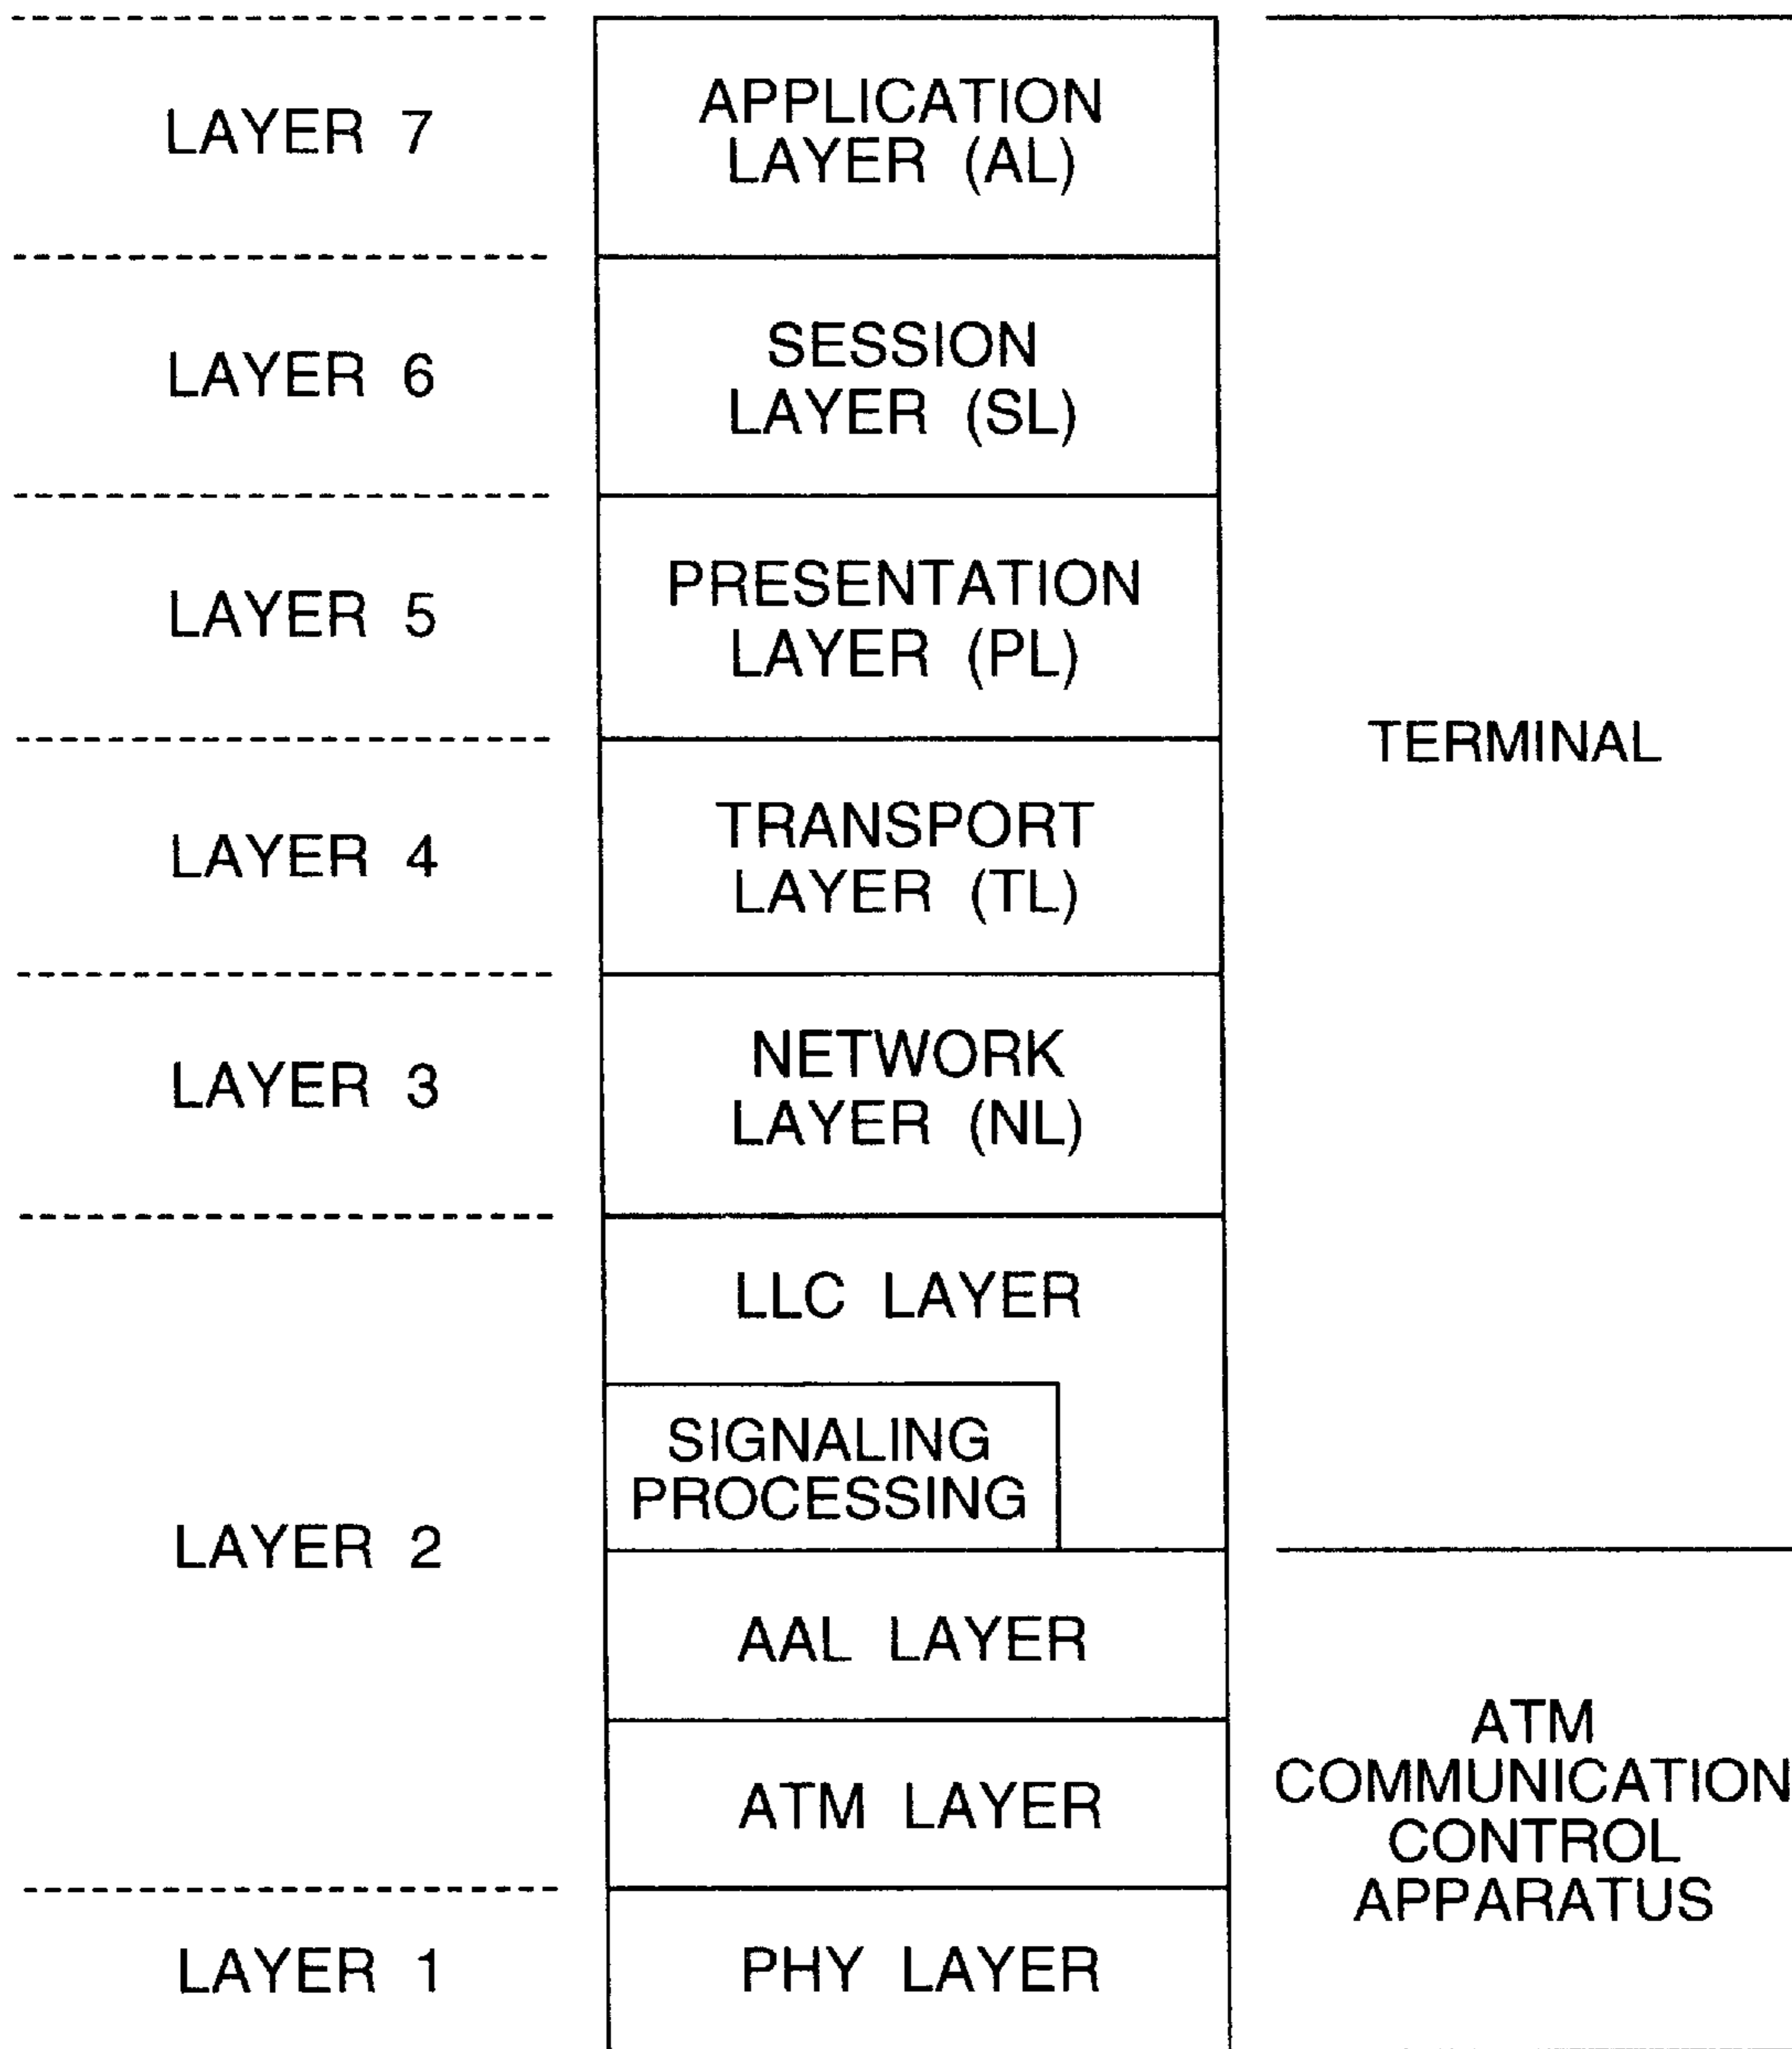 LAYER 7
APPLICATION
LAYER (AL)
LAYER 6
SESSION
LAYER (SL)
LAYER 5
PRESENTATION
LAYER (PL)
TERMINAL
LAYER 4
TRANSPORT
LAYER (TL)
LAYER 3
NETWORK
LAYER (NL)
LLC LAYER
SIGNALING
PROCESSING
LAYER 2
AAL LAYER
ATM LAYER
ATM
COMMUNICATION
CONTROL
APPARATUS
LAYER 1
PHY LAYER